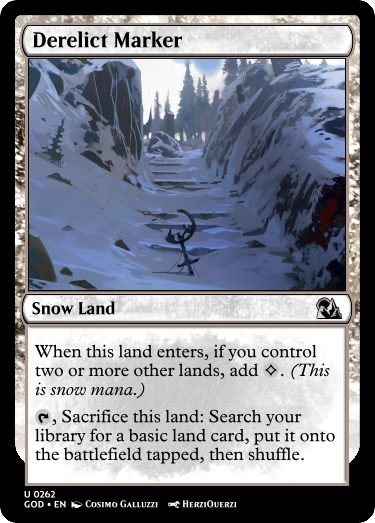 Derelict Marker
Snow Land
When this land enters, if you control
two or more other lands, add . (This
is snow mana.)
, Sacrifice this land: Search your
library for a basic land card, put it onto
the battlefield tapped, then shuffle.
U 0262
GOD • EN Cosimo Galluzzi HerziQuerzi